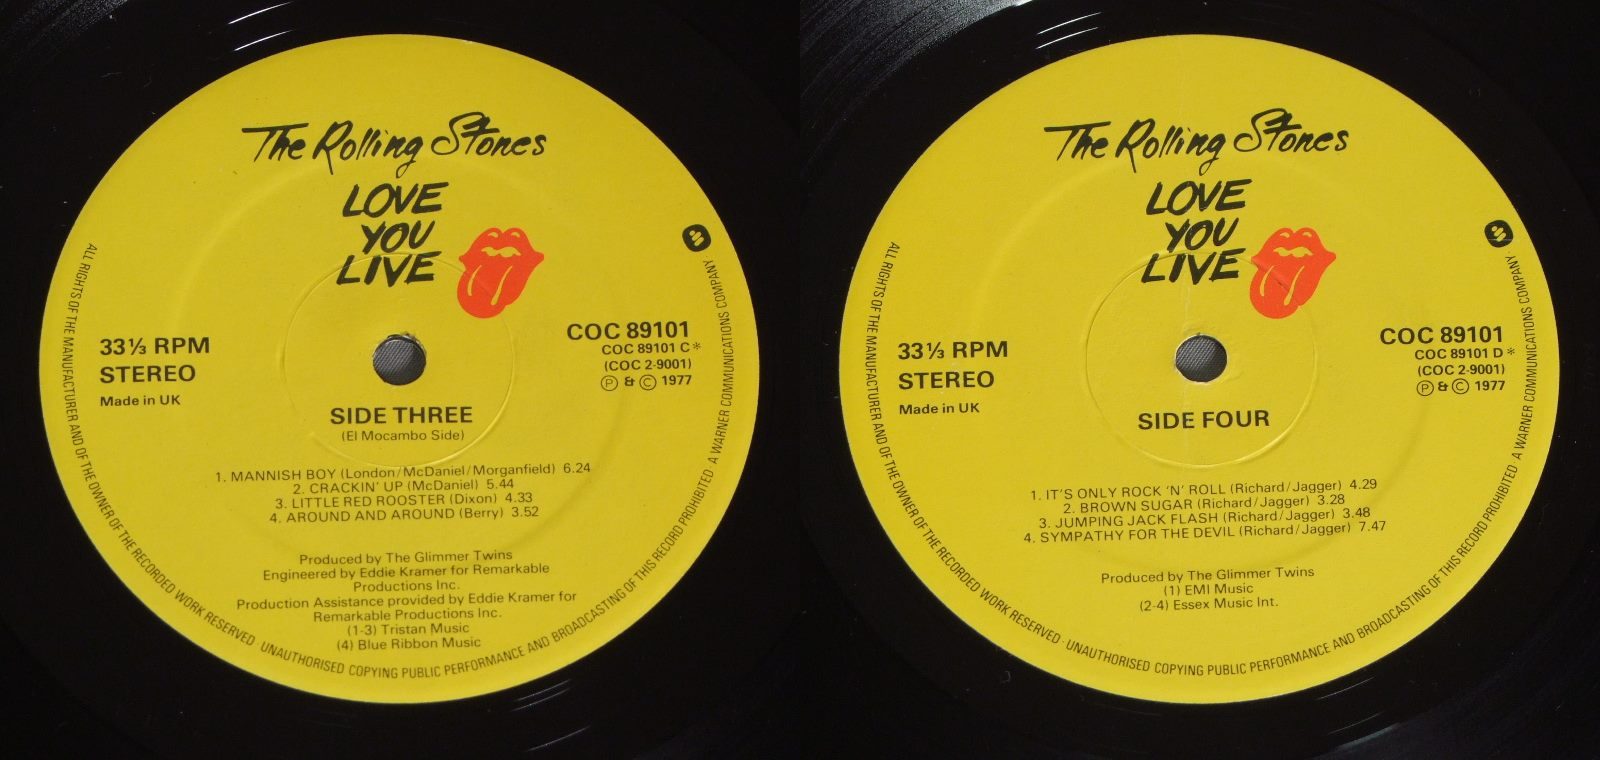 The Rolling Stones
LOVE
YOU
LIVE
33⅓ RPM
STEREO
Made in UK
COC 89101
COC 89101 C*
(COC 2-9001)
Ⓟ & © 1977
SIDE THREE
(El Mocambo Side)
1. MANNISH BOY (London/McDaniel/Morganfield) 6.24
2. CRACKIN' UP (McDaniel) 5.44
3. LITTLE RED ROOSTER (Dixon) 4.33
4. AROUND AND AROUND (Berry) 3.52
Produced by The Glimmer Twins
Engineered by Eddie Kramer for Remarkable
Productions Inc.
Production Assistance provided by Eddie Kramer for
Remarkable Productions Inc.
(1-3) Tristan Music
(4) Blue Ribbon Music
ALL RIGHTS OF THE MANUFACTURER AND OF THE OWNER OF THE RECORDED WORK RESERVED · UNAUTHORISED COPYING PUBLIC PERFORMANCE AND BROADCASTING OF THIS RECORD PROHIBITED · A WARNER COMMUNICATIONS COMPANY
The Rolling Stones
LOVE
YOU
LIVE
33⅓ RPM
STEREO
Made in UK
COC 89101
COC 89101 D*
(COC 2-9001)
Ⓟ & © 1977
SIDE FOUR
1. IT'S ONLY ROCK 'N' ROLL (Richard/Jagger) 4.29
2. BROWN SUGAR (Richard/Jagger) 3.28
3. JUMPING JACK FLASH (Richard/Jagger) 3.48
4. SYMPATHY FOR THE DEVIL (Richard/Jagger) 7.47
Produced by The Glimmer Twins
(1) EMI Music
(2-4) Essex Music Int.
ALL RIGHTS OF THE MANUFACTURER AND OF THE OWNER OF THE RECORDED WORK RESERVED · UNAUTHORISED COPYING PUBLIC PERFORMANCE AND BROADCASTING OF THIS RECORD PROHIBITED · A WARNER COMMUNICATIONS COMPANY